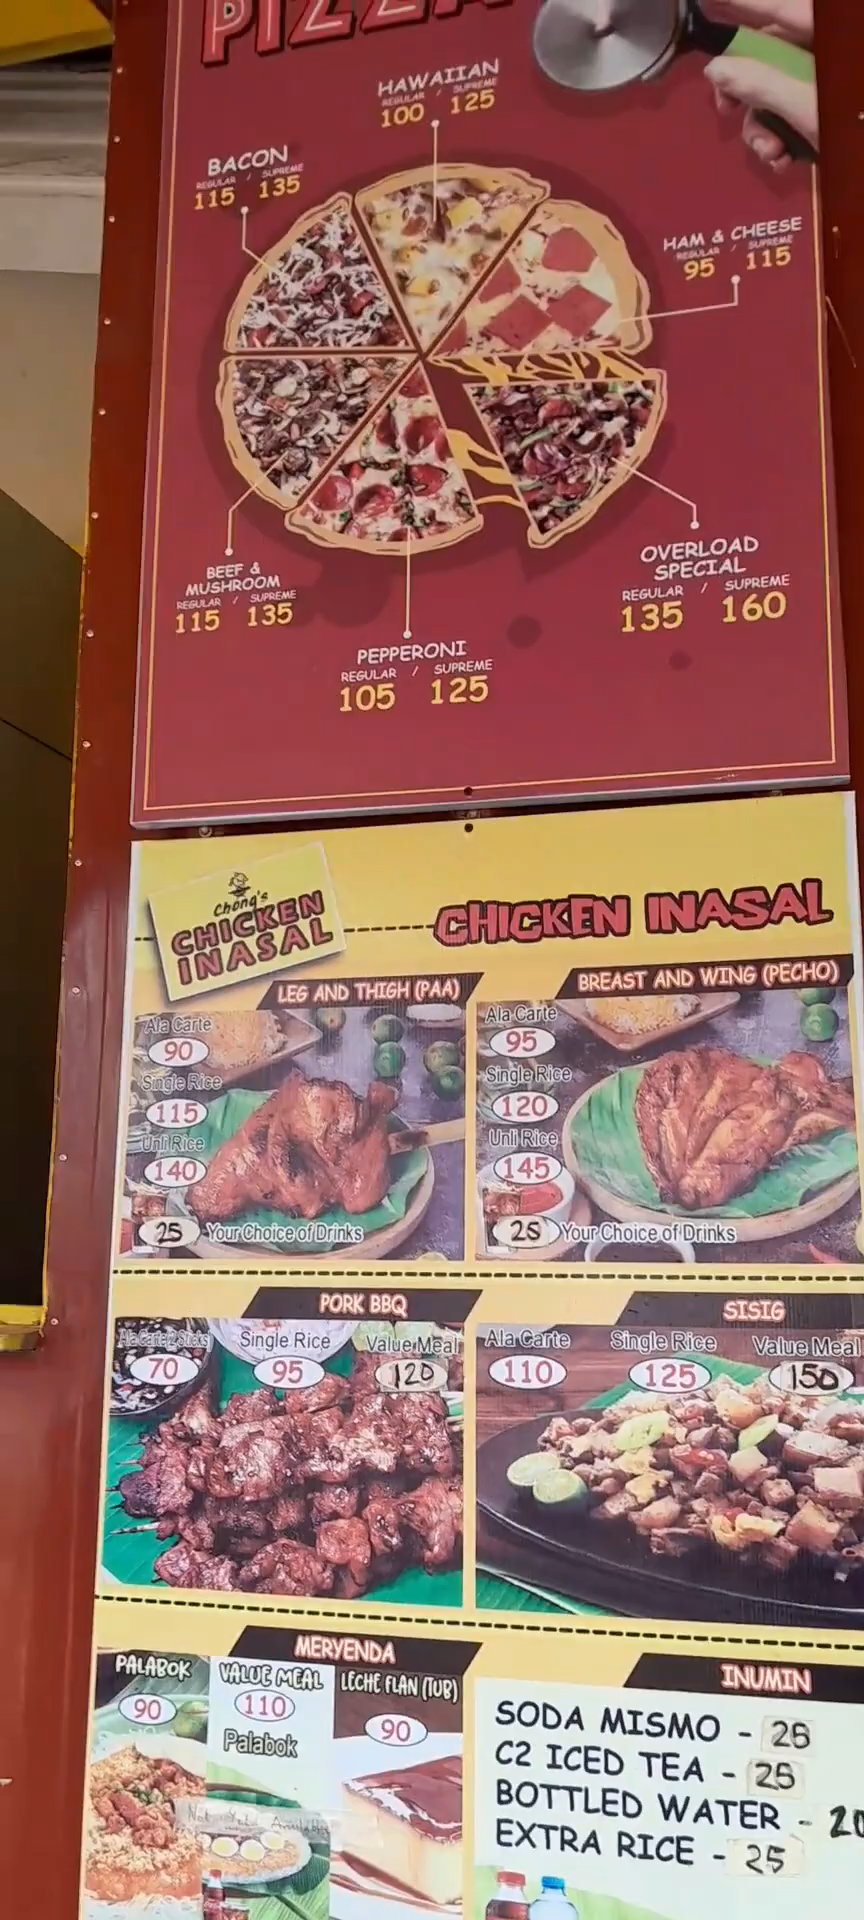 PIZZA
HAWAIIAN
REGULAR / SUPREME
100 125
BACON
REGULAR / SUPREME
115 135
HAM & CHEESE
REGULAR / SUPREME
95 115
BEEF &
MUSHROOM
REGULAR / SUPREME
115 135
PEPPERONI
REGULAR / SUPREME
105 125
OVERLOAD
SPECIAL
REGULAR / SUPREME
135 160
Chong's
CHICKEN
INASAL
CHICKEN INASAL
LEG AND THIGH (PAA)
Ala Carte
90
Single Rice
115
Unli Rice
140
25 Your Choice of Drinks
BREAST AND WING (PECHO)
Ala Carte
95
Single Rice
120
Unli Rice
145
25 Your Choice of Drinks
PORK BBQ
Ala Carte 2 Sticks Single Rice Value Meal
70 95 120
SISIG
Ala Carte Single Rice Value Meal
110 125 150
MERYENDA
PALABOK
90
VALUE MEAL
110
Palabok
Not
LECHE FLAN (TUB)
90
INUMIN
SODA MISMO - 25
C2 ICED TEA - 25
BOTTLED WATER - 20
EXTRA RICE - 25